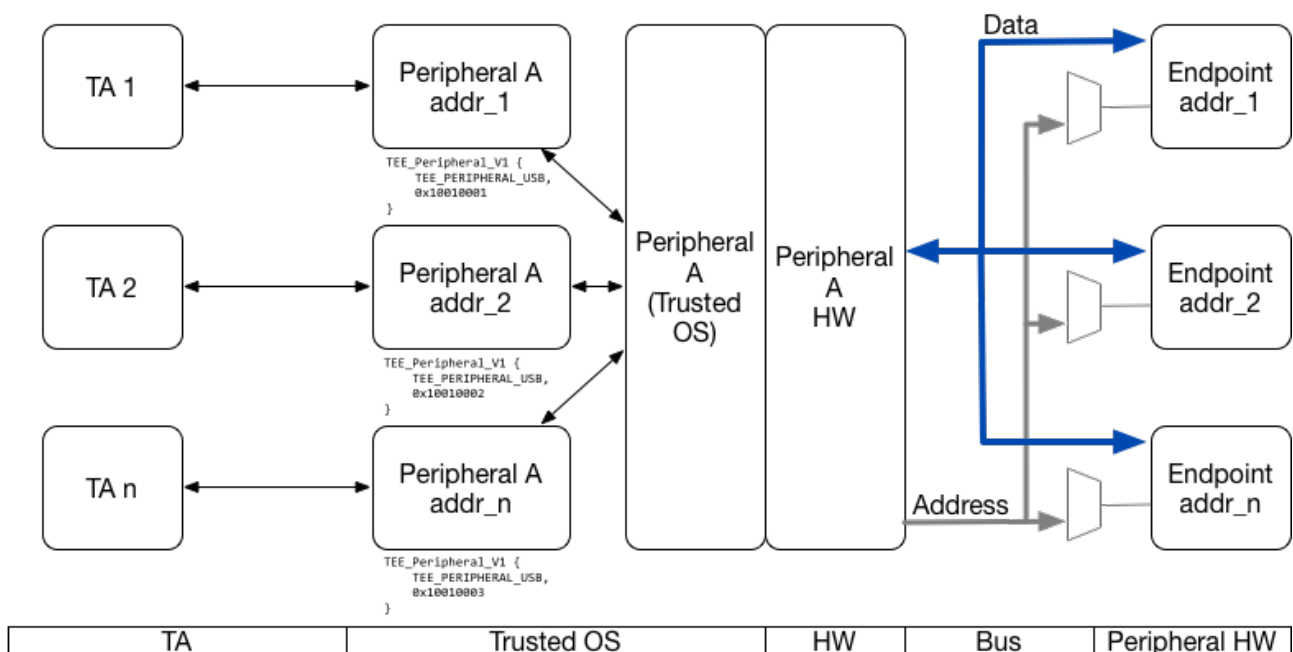 Data
TA 1
Peripheral A
addr_1
Endpoint
addr_1
TEE_Peripheral_V1 {
TEE_PERIPHERAL_USB,
0x10010001
}
TA 2
Peripheral A
addr_2
Peripheral
A
(Trusted
OS)
Peripheral
A
HW
Endpoint
addr_2
TEE_Peripheral_V1 {
TEE_PERIPHERAL_USB,
0x10010002
}
TA n
Peripheral A
addr_n
Address
Endpoint
addr_n
TEE_Peripheral_V1 {
TEE_PERIPHERAL_USB,
0x10010003
}
TA
Trusted OS
HW
Bus
Peripheral HW